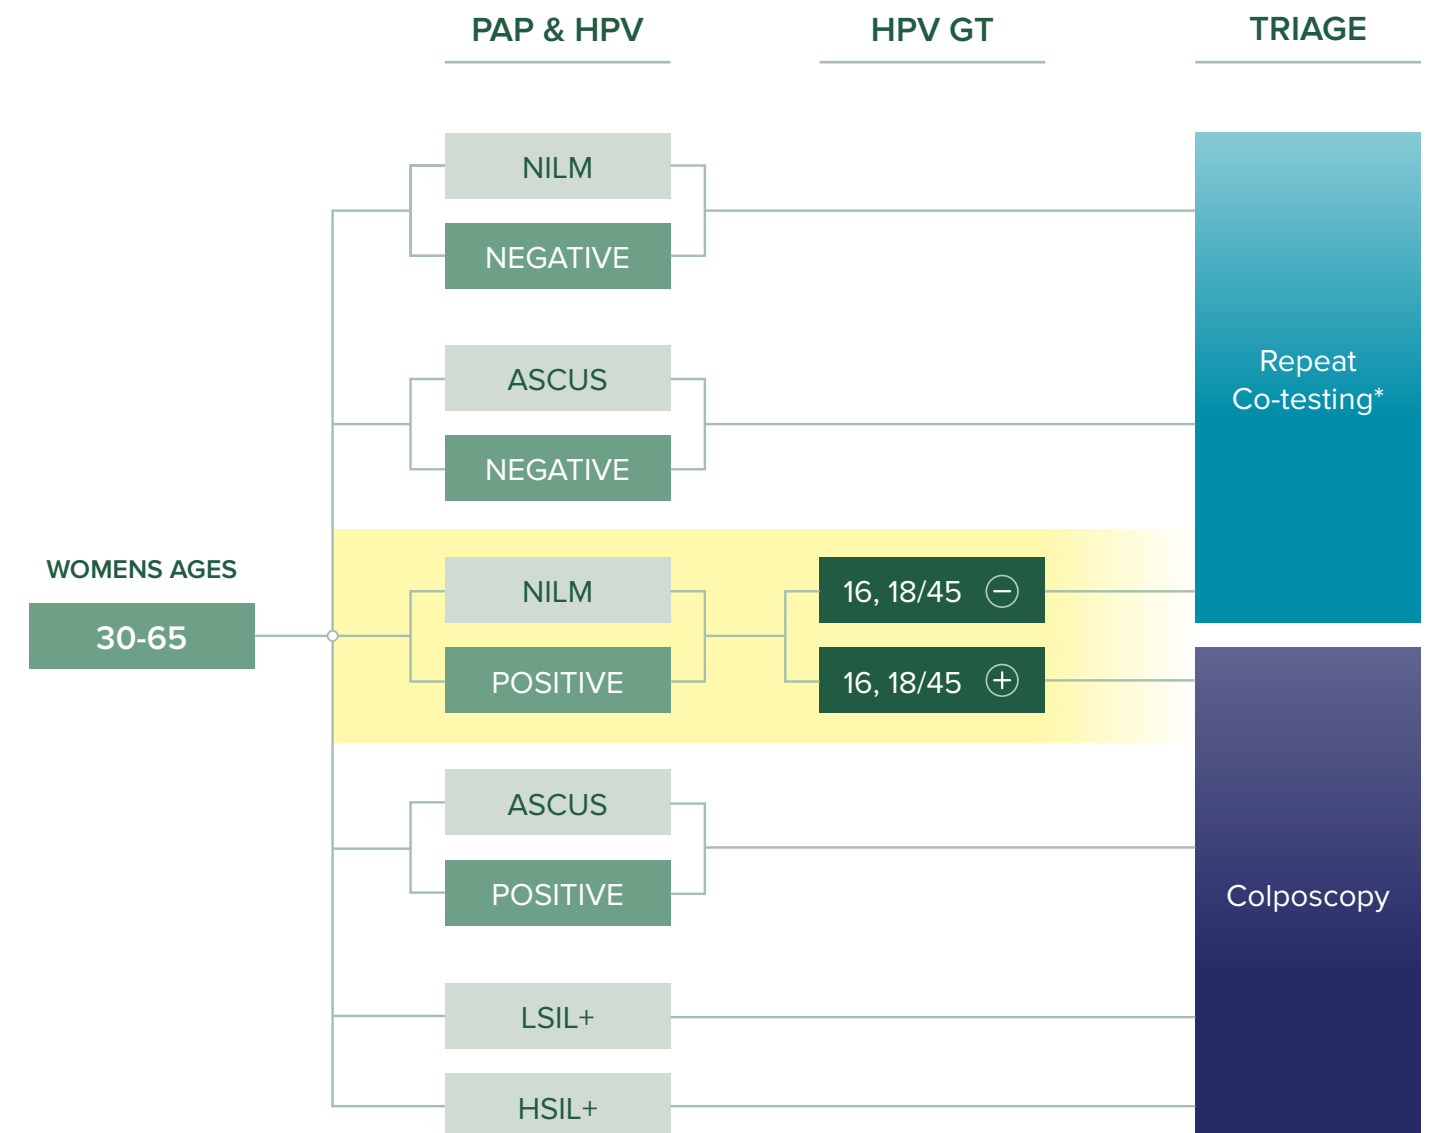 PAP & HPV
HPV GT
TRIAGE
NILM
NEGATIVE
ASCUS
NEGATIVE
Repeat
Co-testing*
WOMENS AGES
30-65
NILM
POSITIVE
16, 18/45 −
16, 18/45 +
ASCUS
POSITIVE
Colposcopy
LSIL+
HSIL+